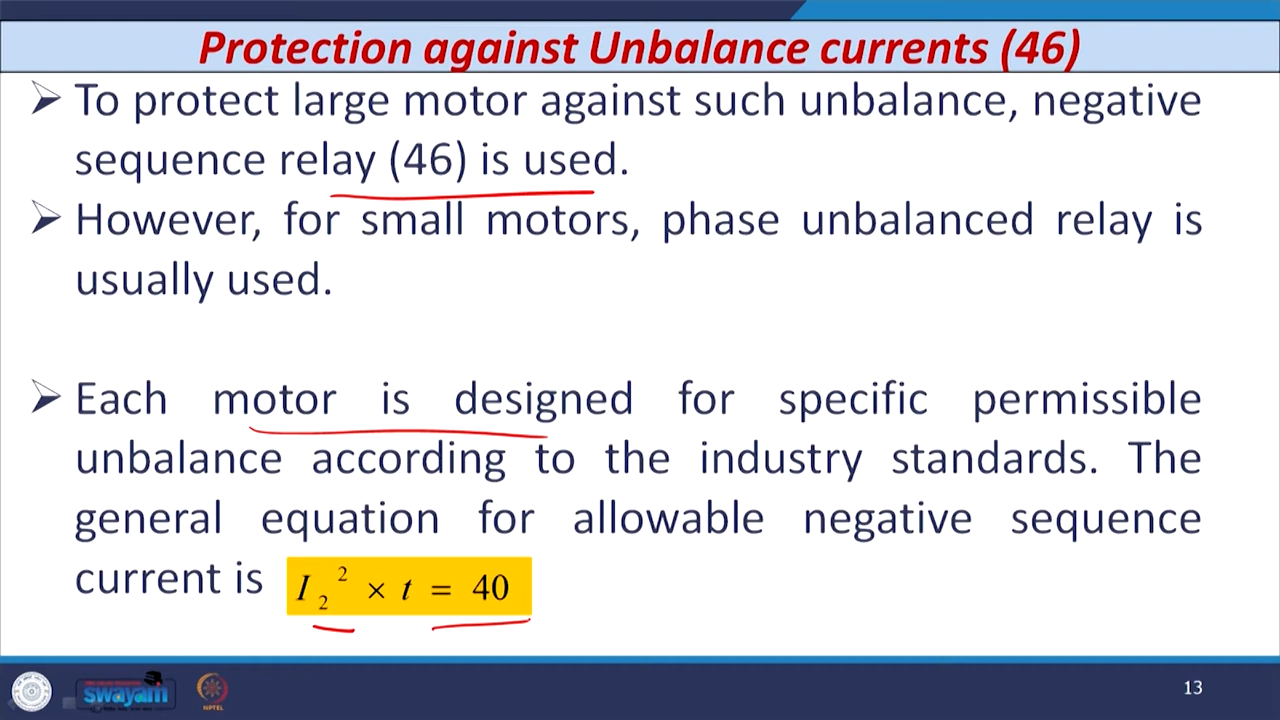 Protection against Unbalance currents (46)
➢ To protect large motor against such unbalance, negative
sequence relay (46) is used.
➢ However, for small motors, phase unbalanced relay is
usually used.
➢ Each motor is designed for specific permissible
unbalance according to the industry standards. The
general equation for allowable negative sequence
current is I₂² × t = 40
swayam
NPTEL
13